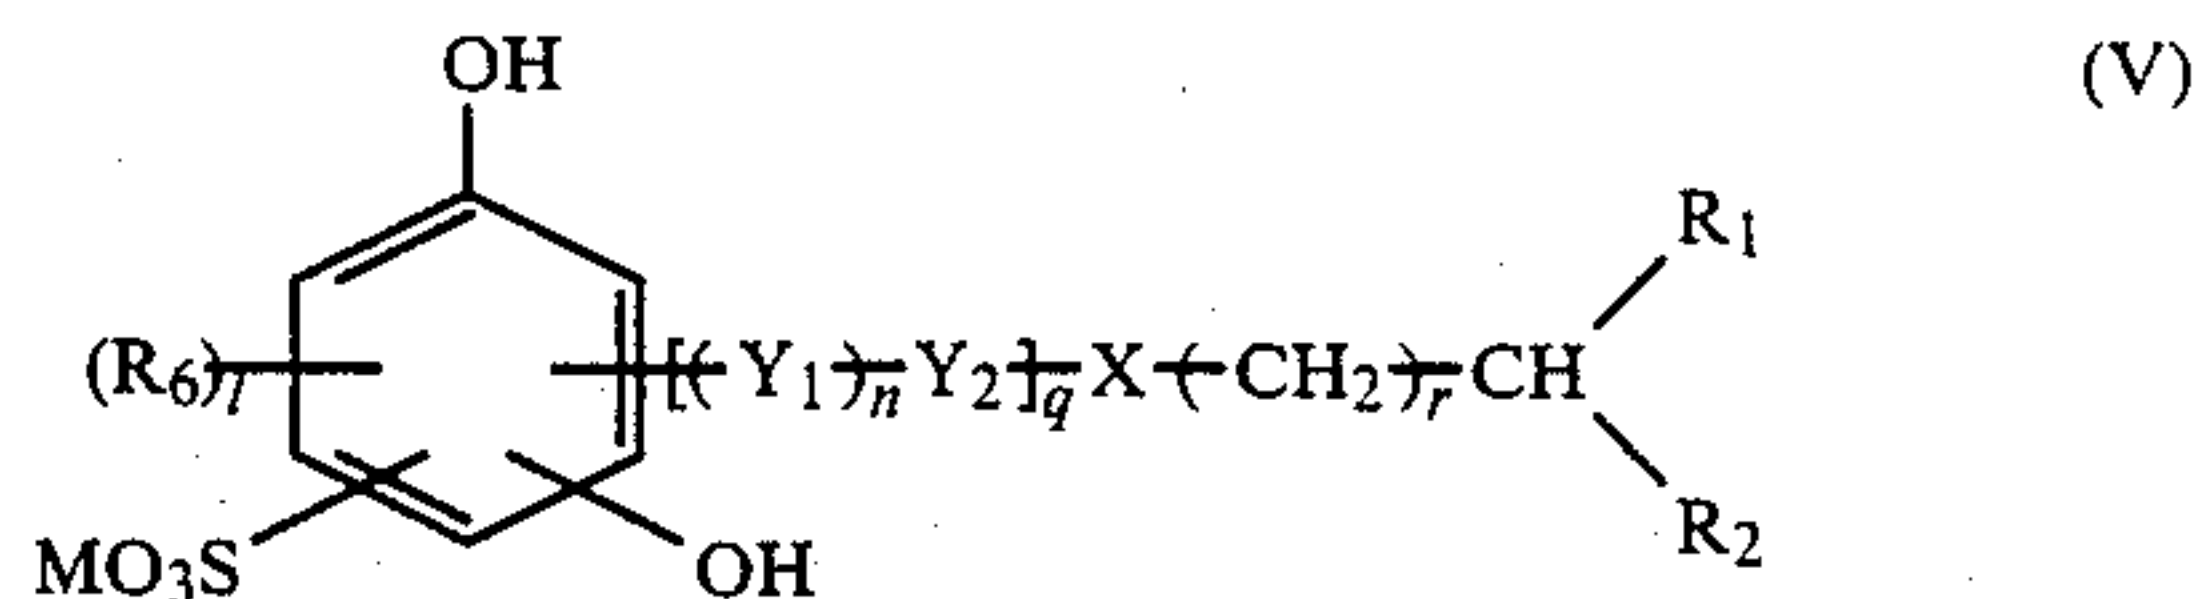 OH (V)
R1
(R6)l [(Y1)n Y2]q X (CH2)r CH
R2
MO3S OH